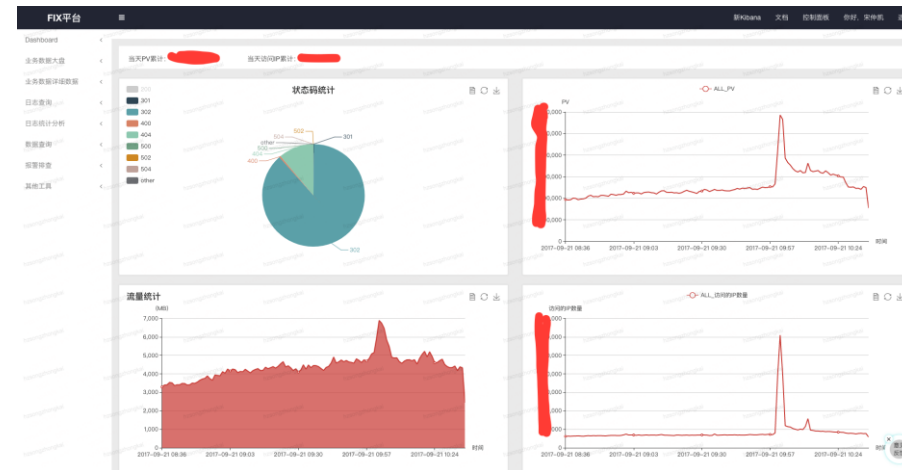 FIX平台
新Kibana 文档 控制面板 你好,
Dashboard
业务数据大盘
业务数据详细数据
日志查询
日志统计分析
数据查询
报警排查
其他工具
当天PV累计: 当天访问IP累计:
状态码统计
200
301
302
400
404
500
502
504
other
502
504
other
500
404
400
301
302
ALL_PV
PV
0
2017-09-21 08:36 2017-09-21 09:03 2017-09-21 09:30 2017-09-21 09:57 2017-09-21 10:24
时间
流量统计
(MB)
7,000
6,000
5,000
4,000
3,000
2,000
1,000
0
2017-09-21 08:36 2017-09-21 09:03 2017-09-21 09:30 2017-09-21 09:57 2017-09-21 10:24
时间
ALL_访问的IP数量
访问的IP数量
0
2017-09-21 08:36 2017-09-21 09:03 2017-09-21 09:30 2017-09-21 09:57 2017-09-21 10:24
时间